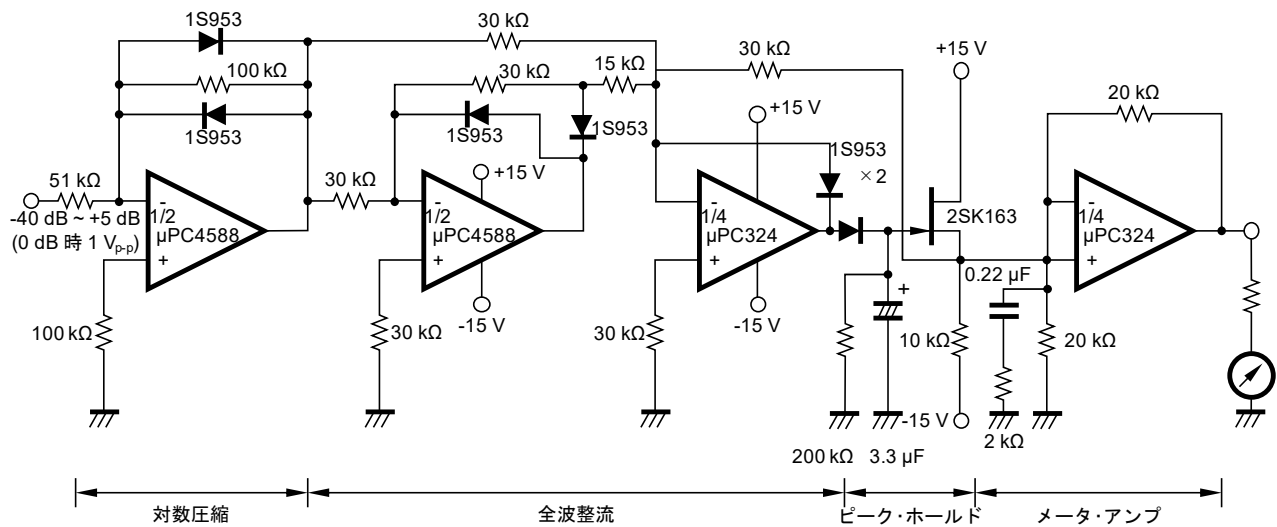 1S953
100 kΩ
1S953
51 kΩ
-40 dB ~ +5 dB
(0 dB 時 1 Vp-p)
-
1/2
µPC4588
+
100 kΩ
30 kΩ
30 kΩ
15 kΩ
1S953
1S953
30 kΩ
+15 V
-
1/2
µPC4588
+
-15 V
30 kΩ
30 kΩ
+15 V
+15 V
1S953
×2
-
1/4
µPC324
+
-15 V
30 kΩ
2SK163
+
200 kΩ
3.3 µF
10 kΩ
-15 V
0.22 µF
2 kΩ
20 kΩ
20 kΩ
-
1/4
µPC324
+
対数圧縮
全波整流
ピーク・ホールド
メータ・アンプ